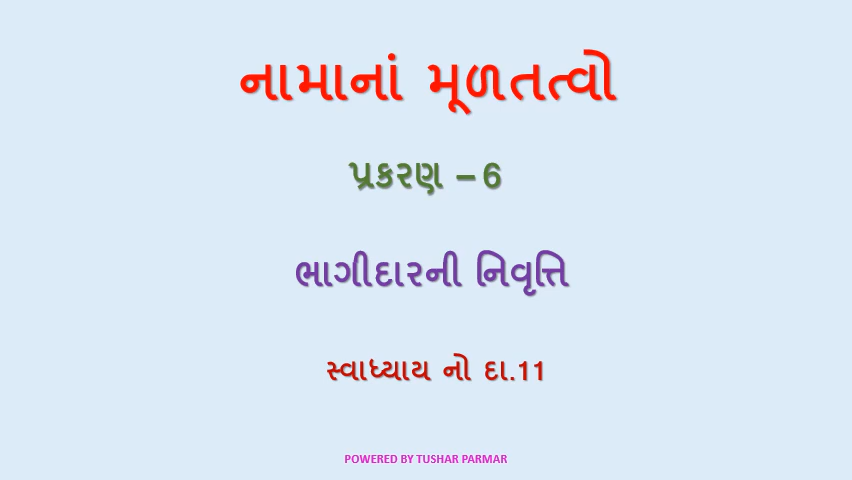 નામાનાં મૂળતત્વો
પ્રકરણ – 6
ભાગીદારની નિવૃત્તિ
સ્વાધ્યાય નો દા.11
POWERED BY TUSHAR PARMAR